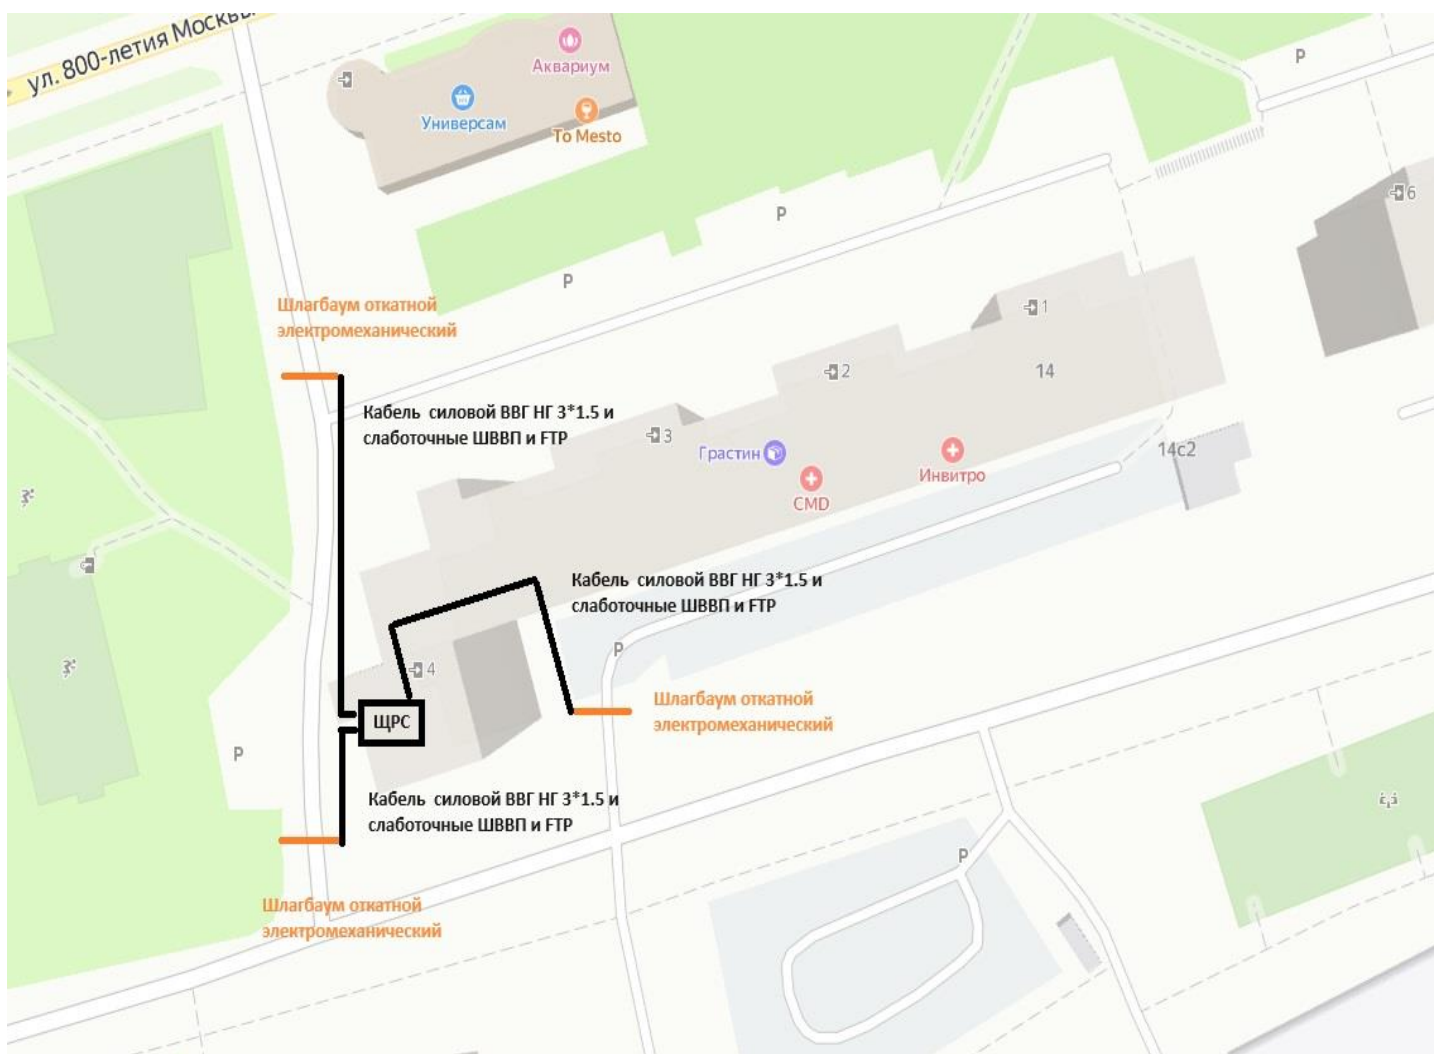 ул. 800-летия Москвы
Аквариум
Универсам
To Mesto
P
P
P
6
Шлагбаум откатной
электромеханический
1
2
14
Кабель силовой ВВГ НГ 3*1.5 и
слаботочные ШВВП и FTP
3
Грастин
CMD
Инвитро
14с2
Кабель силовой ВВГ НГ 3*1.5 и
слаботочные ШВВП и FTP
P
4
Шлагбаум откатной
электромеханический
ЩРС
P
Кабель силовой ВВГ НГ 3*1.5 и
слаботочные ШВВП и FTP
P
Шлагбаум откатной
электромеханический